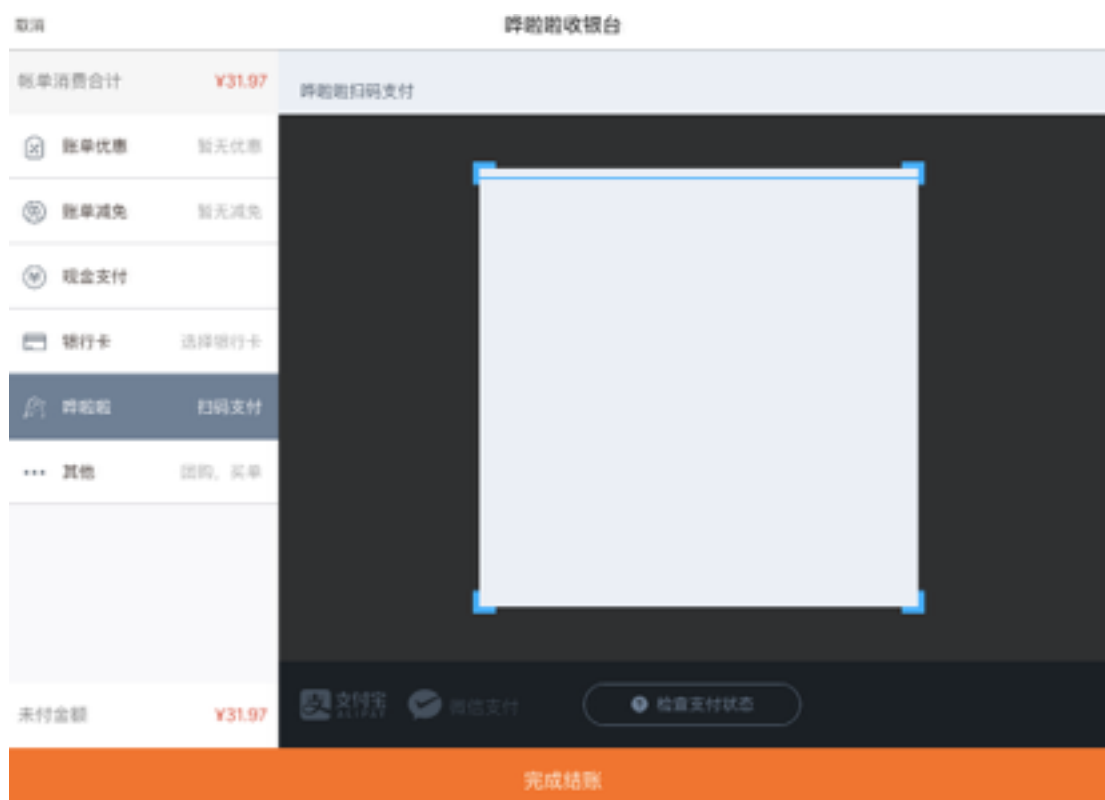 取消
哗啦啦收银台
帐单消费合计 ¥31.97
哗啦啦扫码支付
账单优惠 暂无优惠
账单减免 暂无减免
现金支付
银行卡 选择银行卡
哗啦啦 扫码支付
其他 团购，买单
未付金额 ¥31.97
支付宝
ALIPAY
微信支付
检查支付状态
完成结账